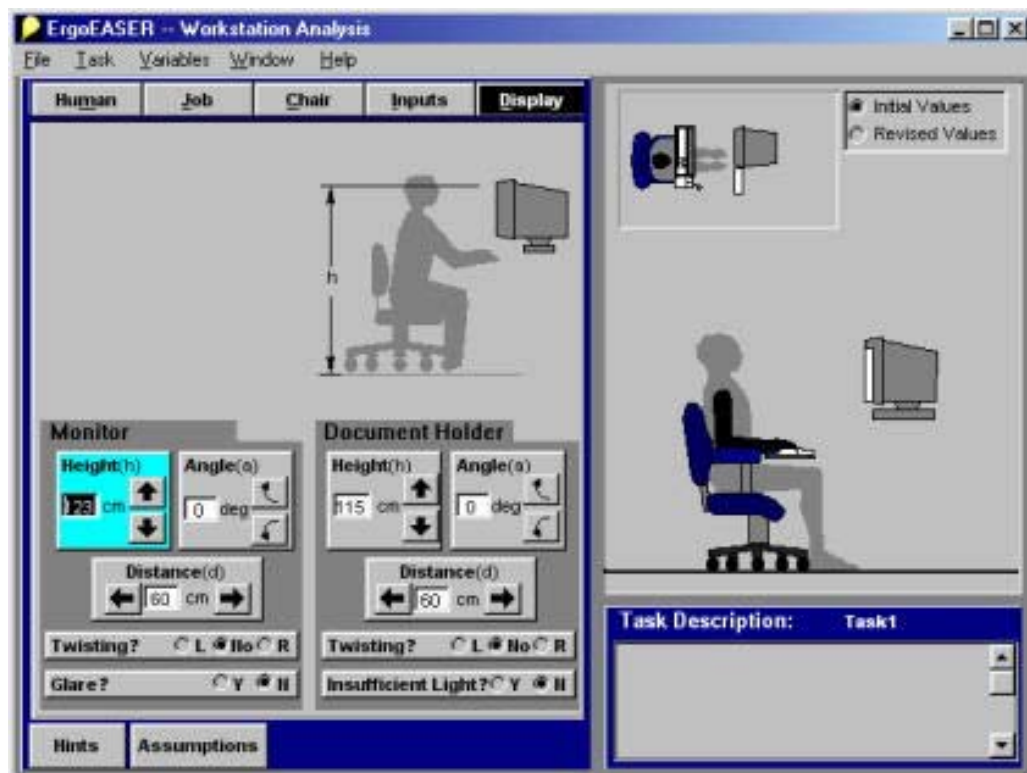 ErgoEASER -- Workstation Analysis
File Task Variables Window Help
Human Job Chair Inputs Display
Initial Values
Revised Values
h
Monitor
Height(h)
123 cm
Angle(a)
0 deg
Distance(d)
60 cm
Twisting? L No R
Glare? Y N
Document Holder
Height(h)
115 cm
Angle(a)
0 deg
Distance(d)
60 cm
Twisting? L No R
Insufficient Light? Y N
Hints Assumptions
Task Description: Task1